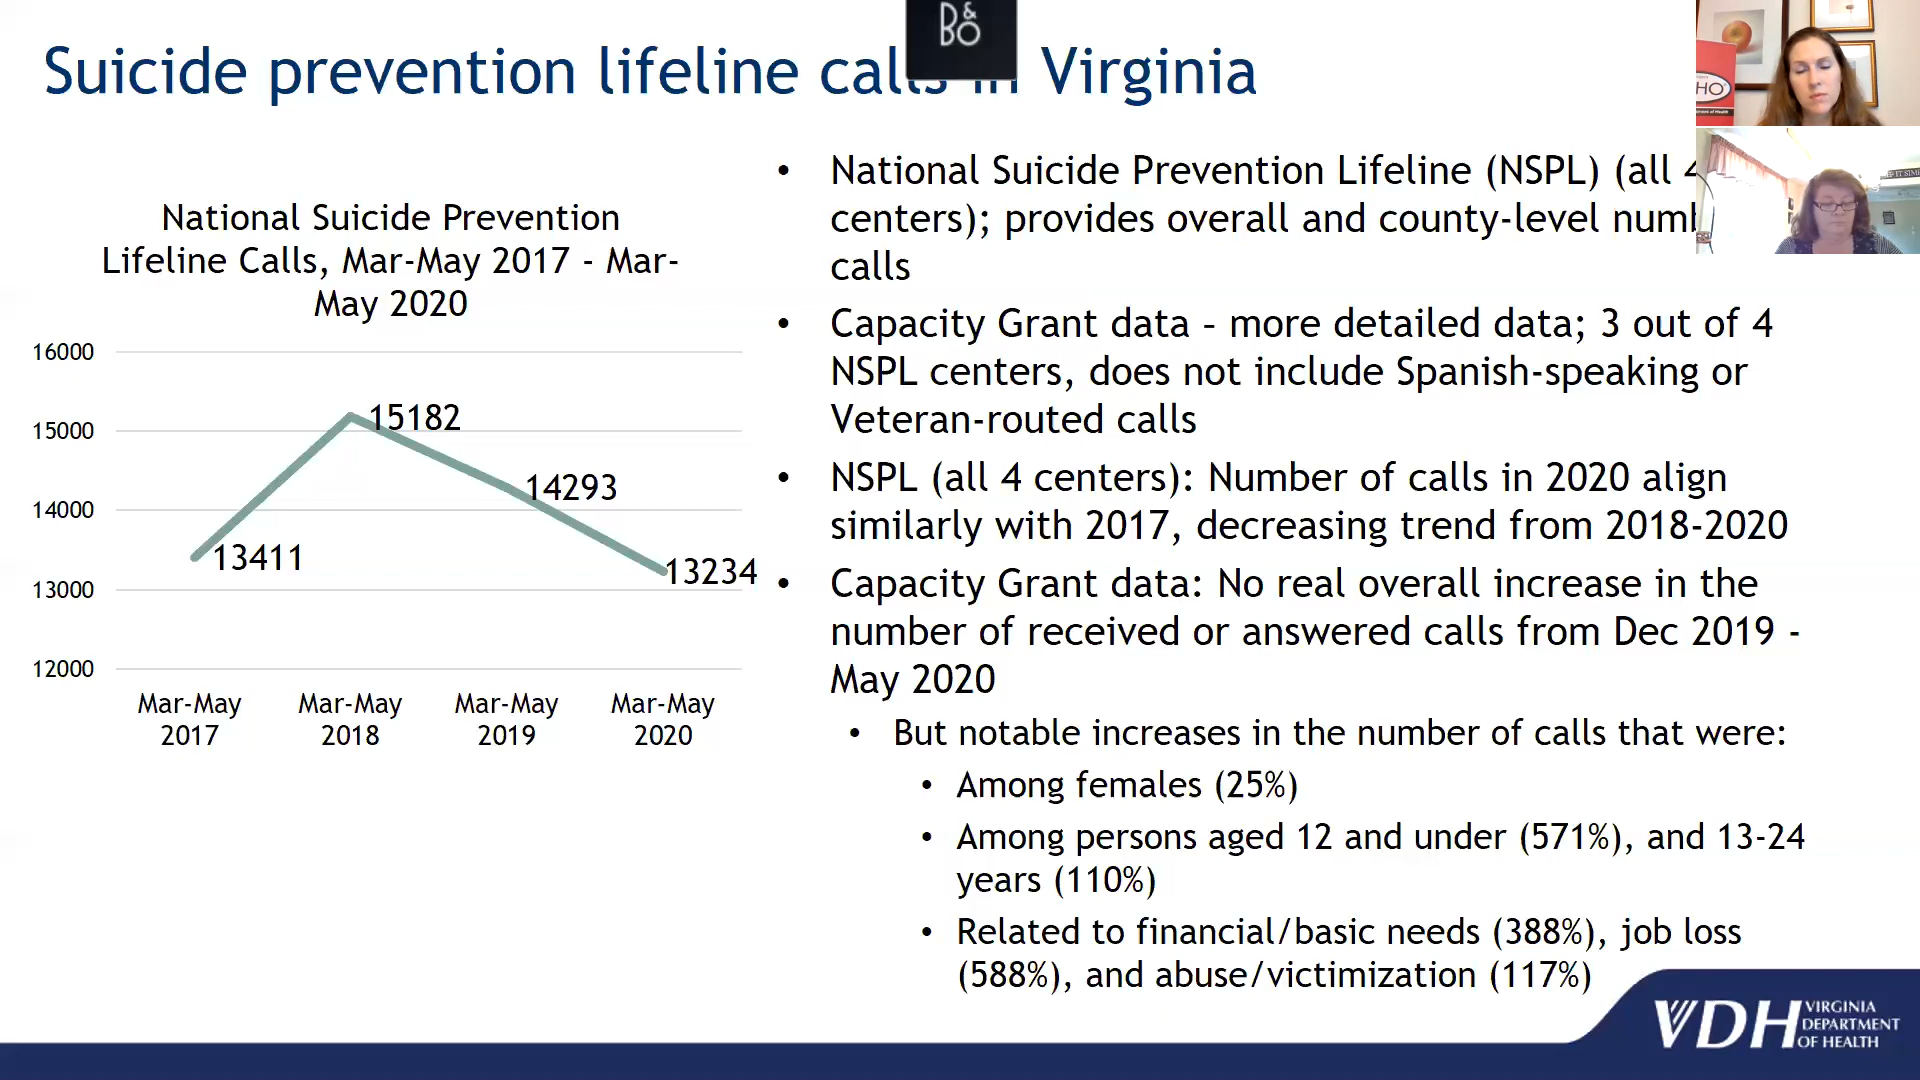 Suicide prevention lifeline calls in Virginia
B&O
National Suicide Prevention
Lifeline Calls, Mar-May 2017 - Mar-
May 2020
16000
15000
14000
13000
12000
15182
14293
13411
13234
Mar-May
2017
Mar-May
2018
Mar-May
2019
Mar-May
2020
• National Suicide Prevention Lifeline (NSPL) (all 4
centers); provides overall and county-level
calls
• Capacity Grant data – more detailed data; 3 out of 4
NSPL centers, does not include Spanish-speaking or
Veteran-routed calls
• NSPL (all 4 centers): Number of calls in 2020 align
similarly with 2017, decreasing trend from 2018-2020
• Capacity Grant data: No real overall increase in the
number of received or answered calls from Dec 2019 -
May 2020
• But notable increases in the number of calls that were:
• Among females (25%)
• Among persons aged 12 and under (571%), and 13-24
years (110%)
• Related to financial/basic needs (388%), job loss
(588%), and abuse/victimization (117%)
VDH VIRGINIA
DEPARTMENT
OF HEALTH